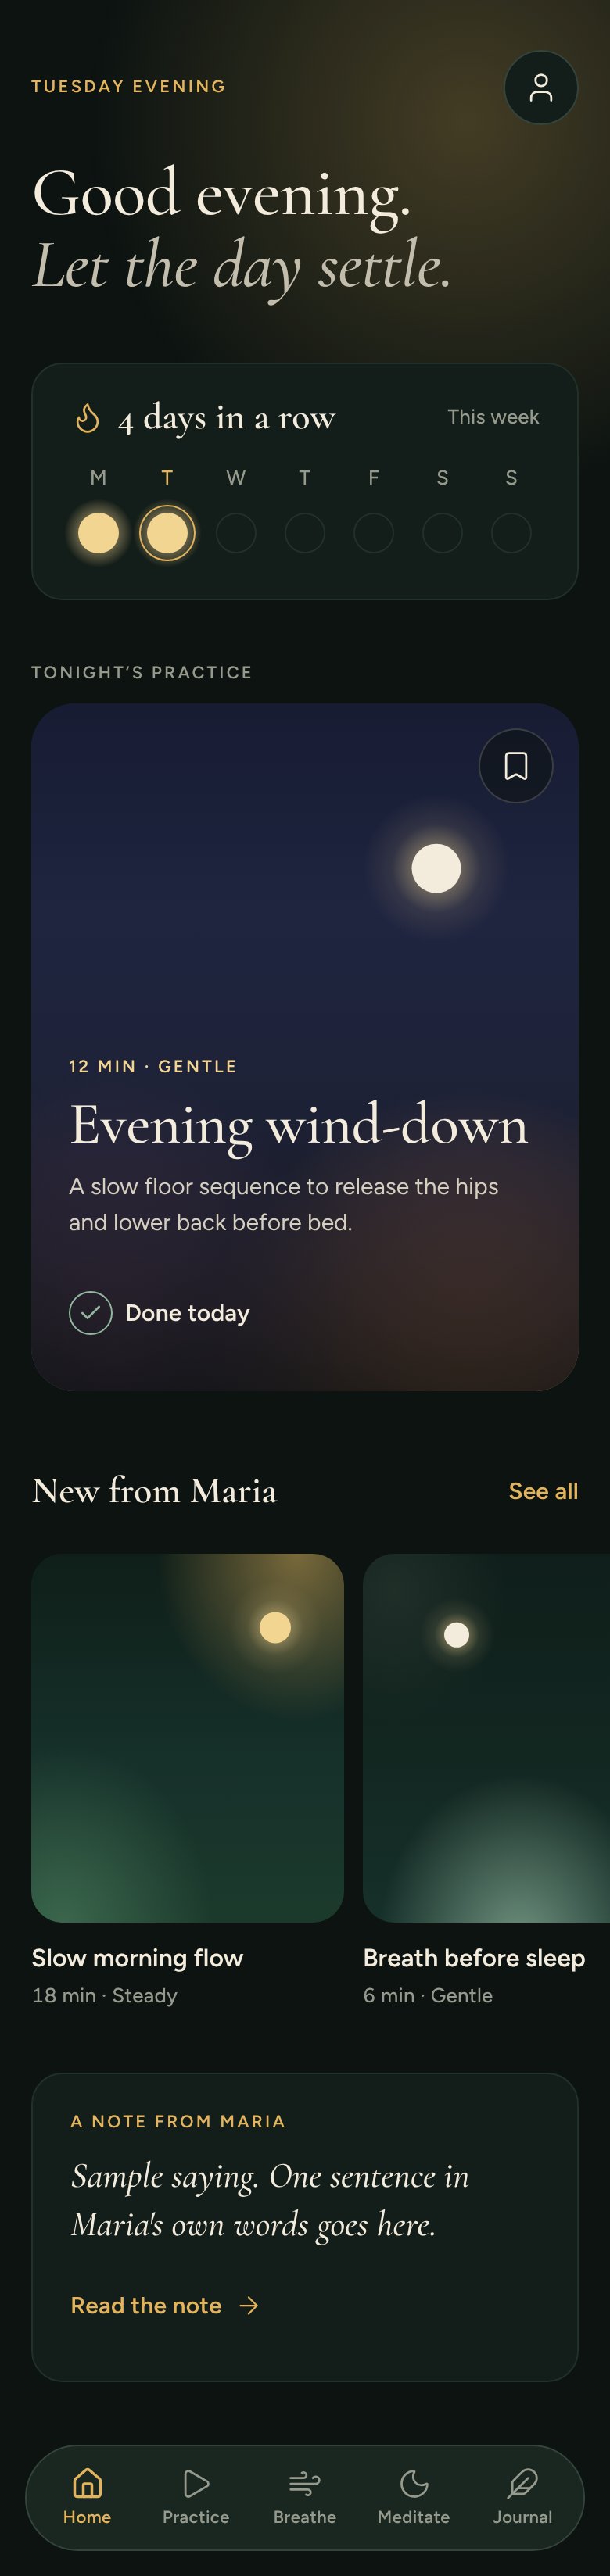 TUESDAY EVENING
Good evening.
Let the day settle.
4 days in a row
This week
M T W T F S S
TONIGHT’S PRACTICE
12 MIN · GENTLE
Evening wind-down
A slow floor sequence to release the hips
and lower back before bed.
Done today
New from Maria
See all
Slow morning flow
18 min · Steady
Breath before sleep
6 min · Gentle
A NOTE FROM MARIA
Sample saying. One sentence in
Maria's own words goes here.
Read the note
Home Practice Breathe Meditate Journal